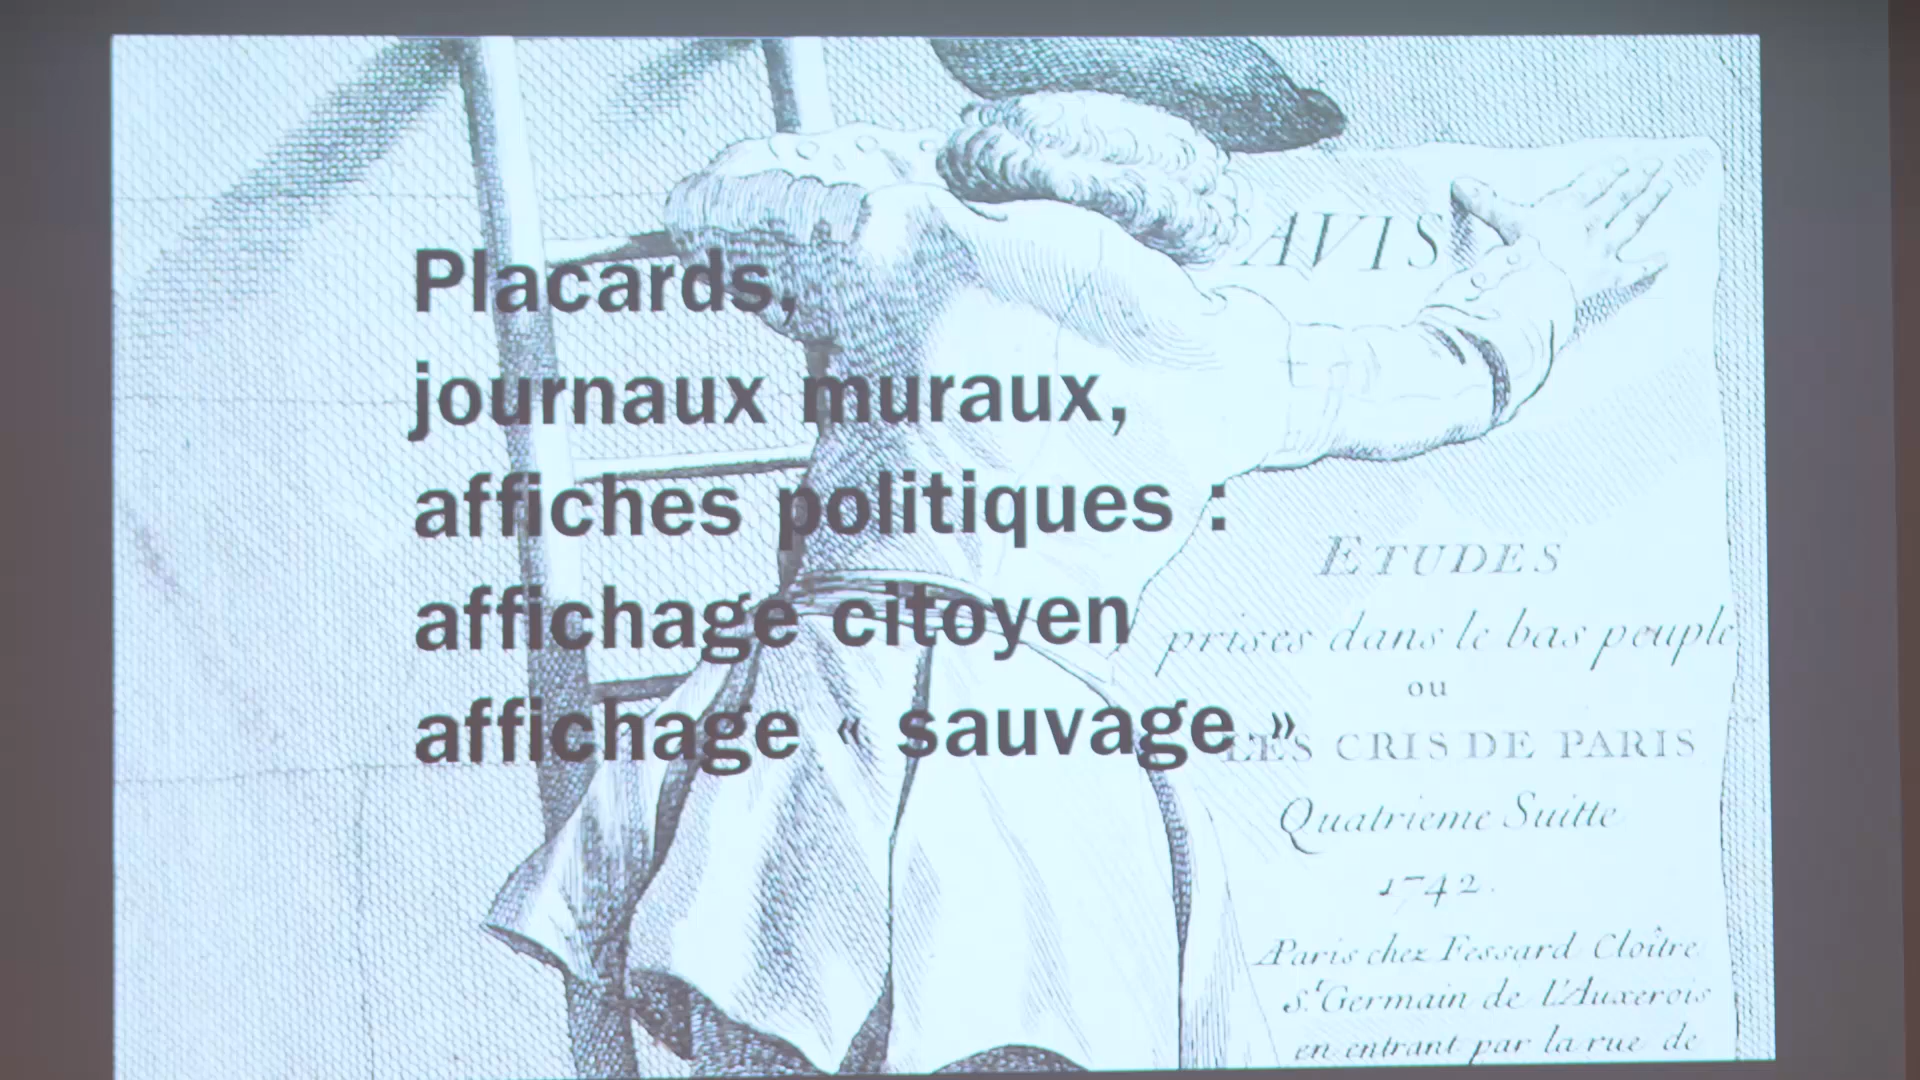 Placards,
journaux muraux,
affiches politiques :
affichage citoyen
affichage « sauvage »
AVIS
ETUDES
prises dans le bas peuple
ou
LES CRIS DE PARIS
Quatrieme Suitte
1742.
A Paris chez Fessard Cloître
St Germain de l'Auxerois
en entrant par la rue de